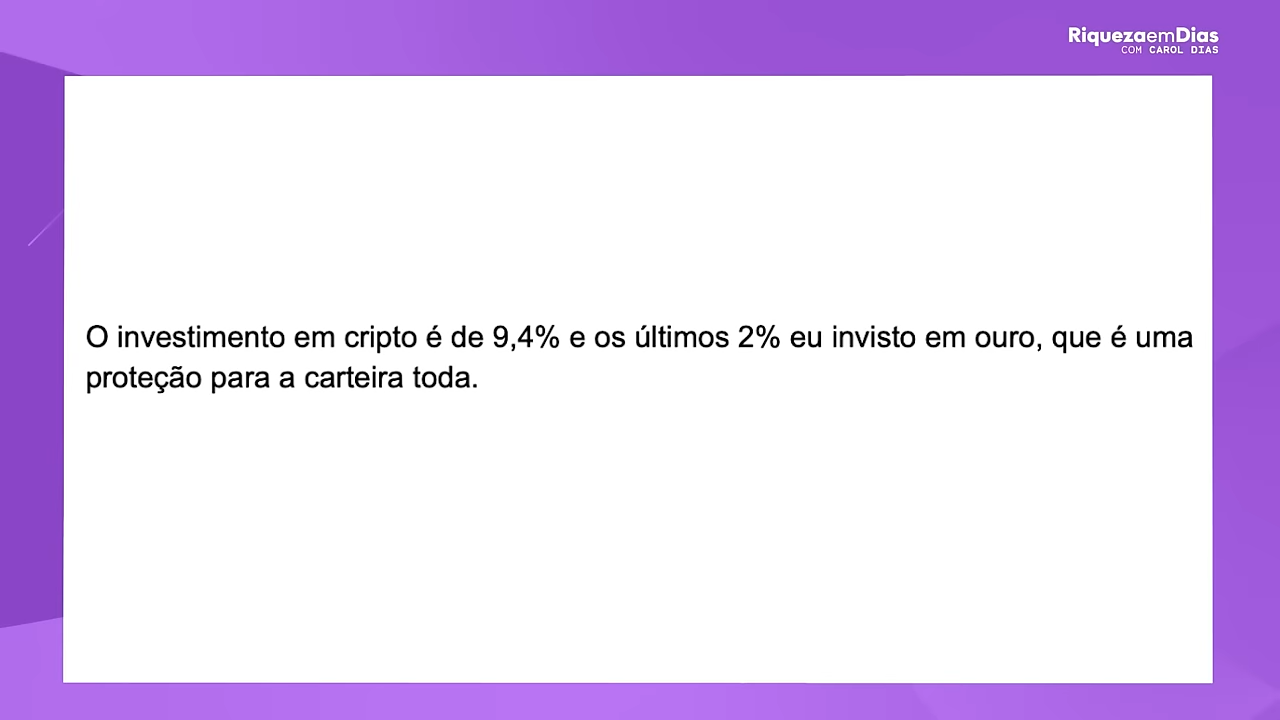 RiquezaemDias
COM CAROL DIAS
O investimento em cripto é de 9,4% e os últimos 2% eu invisto em ouro, que é uma
proteção para a carteira toda.